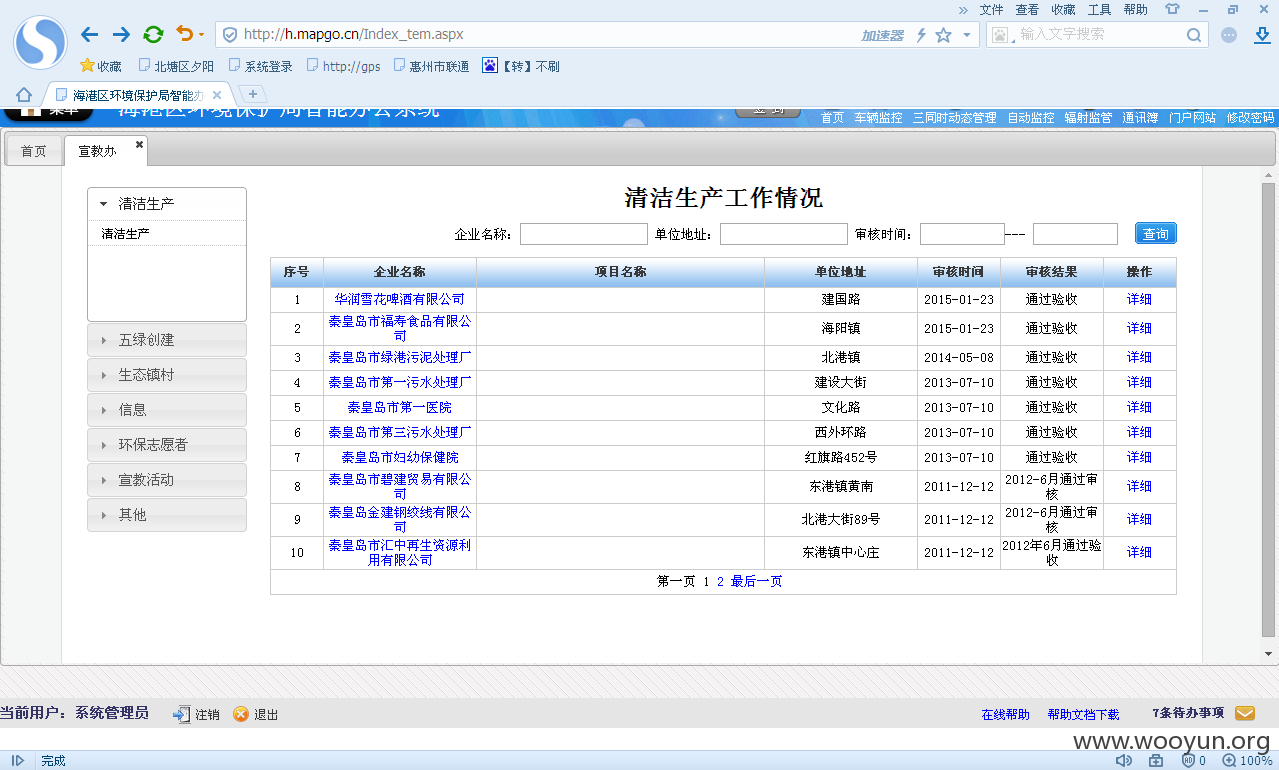 » 文件 查看 收藏 工具 帮助
http://h.mapgo.cn/Index_tem.aspx 加速器 输入文字搜索
收藏 北塘区夕阳 系统登录 http://gps 惠州市联通 【转】不刷
海港区环境保护局智能办
菜单 海港区环境保护局智能办公系统 签到
首页 车辆监控 三同时动态管理 自动监控 辐射监管 通讯簿 门户网站 修改密码
首页 宣教办
清洁生产
清洁生产
五绿创建
生态镇村
信息
环保志愿者
宣教活动
其他
清洁生产工作情况
企业名称: 单位地址: 审核时间: --- 查询
序号 企业名称 项目名称 单位地址 审核时间 审核结果 操作
1 华润雪花啤酒有限公司 建国路 2015-01-23 通过验收 详细
2 秦皇岛市福寿食品有限公司 海阳镇 2015-01-23 通过验收 详细
3 秦皇岛市绿港污泥处理厂 北港镇 2014-05-08 通过验收 详细
4 秦皇岛市第一污水处理厂 建设大街 2013-07-10 通过验收 详细
5 秦皇岛市第一医院 文化路 2013-07-10 通过验收 详细
6 秦皇岛市第三污水处理厂 西外环路 2013-07-10 通过验收 详细
7 秦皇岛市妇幼保健院 红旗路452号 2013-07-10 通过验收 详细
8 秦皇岛市碧建贸易有限公司 东港镇黄南 2011-12-12 2012-6月通过审核 详细
9 秦皇岛金建钢绞线有限公司 北港大街89号 2011-12-12 2012-6月通过审核 详细
10 秦皇岛市汇中再生资源利用有限公司 东港镇中心庄 2011-12-12 2012年6月通过验收 详细
第一页 1 2 最后一页
当前用户: 系统管理员 注销 退出 在线帮助 帮助文档下载 7条待办事项
www.wooyun.org
完成 0 100%